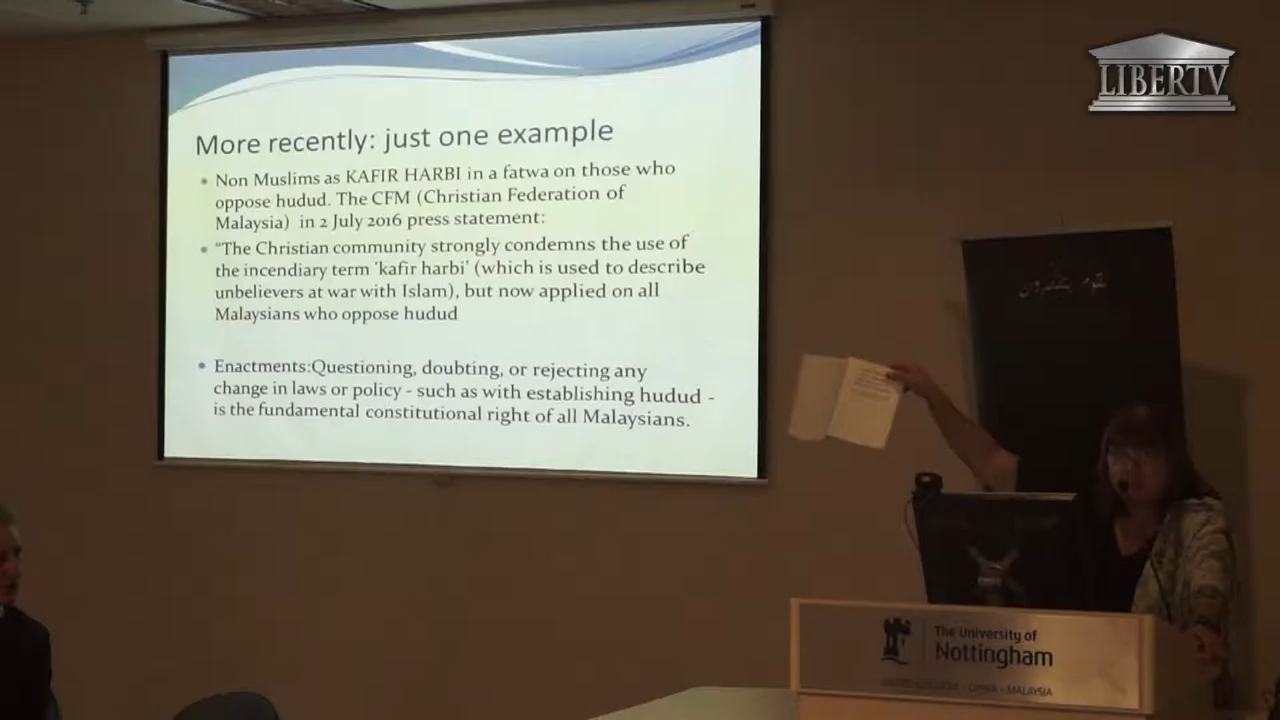 LIBERTV
More recently: just one example
• Non Muslims as KAFIR HARBI in a fatwa on those who
oppose hudud. The CFM (Christian Federation of
Malaysia) in 2 July 2016 press statement:
• “The Christian community strongly condemns the use of
the incendiary term 'kafir harbi' (which is used to describe
unbelievers at war with Islam), but now applied on all
Malaysians who oppose hudud
• Enactments:Questioning, doubting, or rejecting any
change in laws or policy - such as with establishing hudud -
is the fundamental constitutional right of all Malaysians.
The University of
Nottingham
UNITED KINGDOM · CHINA · MALAYSIA